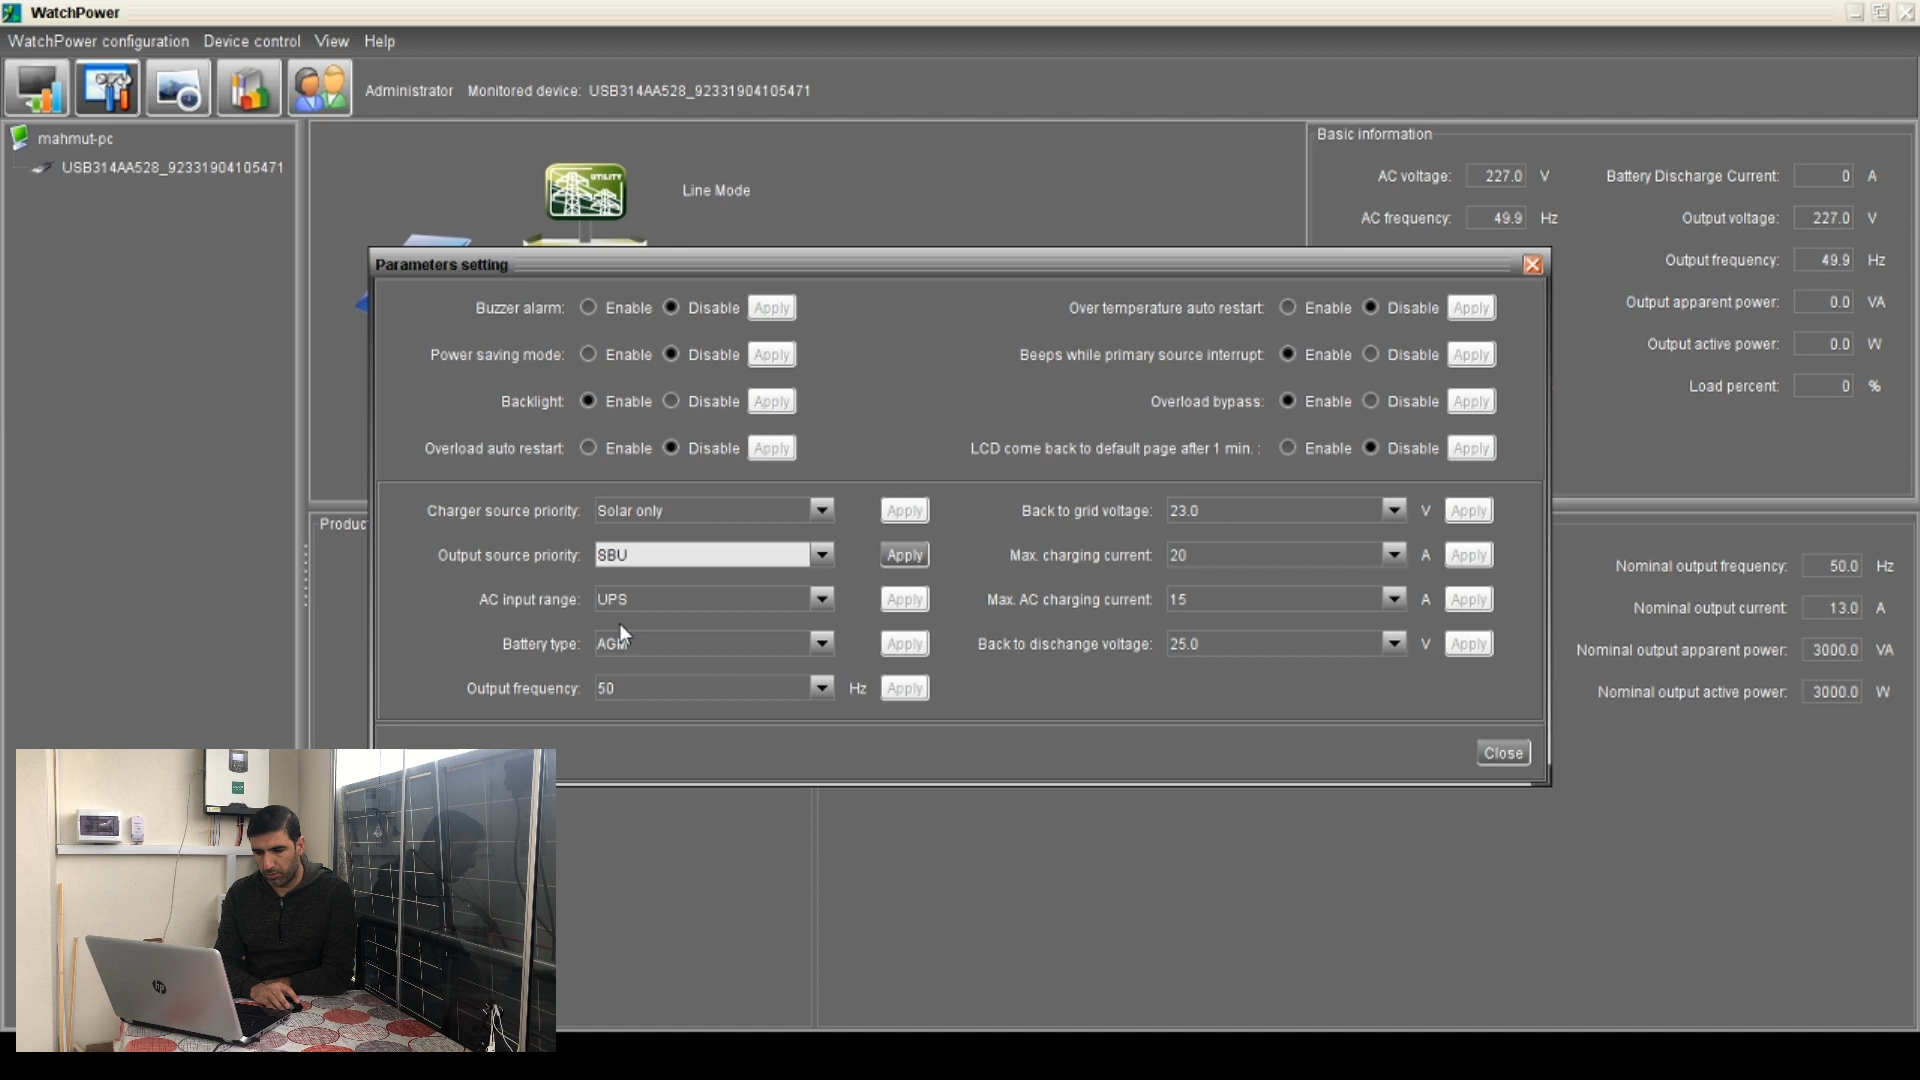 WatchPower
WatchPower configuration Device control View Help
Administrator Monitored device: USB314AA528_92331904105471
mahmut-pc
USB314AA528_92331904105471
UTILITY
Line Mode
Basic information
AC voltage: 227.0 V
AC frequency: 49.9 Hz
Battery Discharge Current: 0 A
Output voltage: 227.0 V
Output frequency: 49.9 Hz
Output apparent power: 0.0 VA
Output active power: 0.0 W
Load percent: 0 %
Parameters setting
Buzzer alarm: Enable Disable Apply
Power saving mode: Enable Disable Apply
Backlight: Enable Disable Apply
Overload auto restart: Enable Disable Apply
Over temperature auto restart: Enable Disable Apply
Beeps while primary source interrupt: Enable Disable Apply
Overload bypass: Enable Disable Apply
LCD come back to default page after 1 min. : Enable Disable Apply
Charger source priority: Solar only Apply
Output source priority: SBU Apply
AC input range: UPS Apply
Battery type: AGM Apply
Output frequency: 50 Hz Apply
Back to grid voltage: 23.0 V Apply
Max. charging current: 20 A Apply
Max. AC charging current: 15 A Apply
Back to discharge voltage: 25.0 V Apply
Close
Produc
Nominal output frequency: 50.0 Hz
Nominal output current: 13.0 A
Nominal output apparent power: 3000.0 VA
Nominal output active power: 3000.0 W
hp